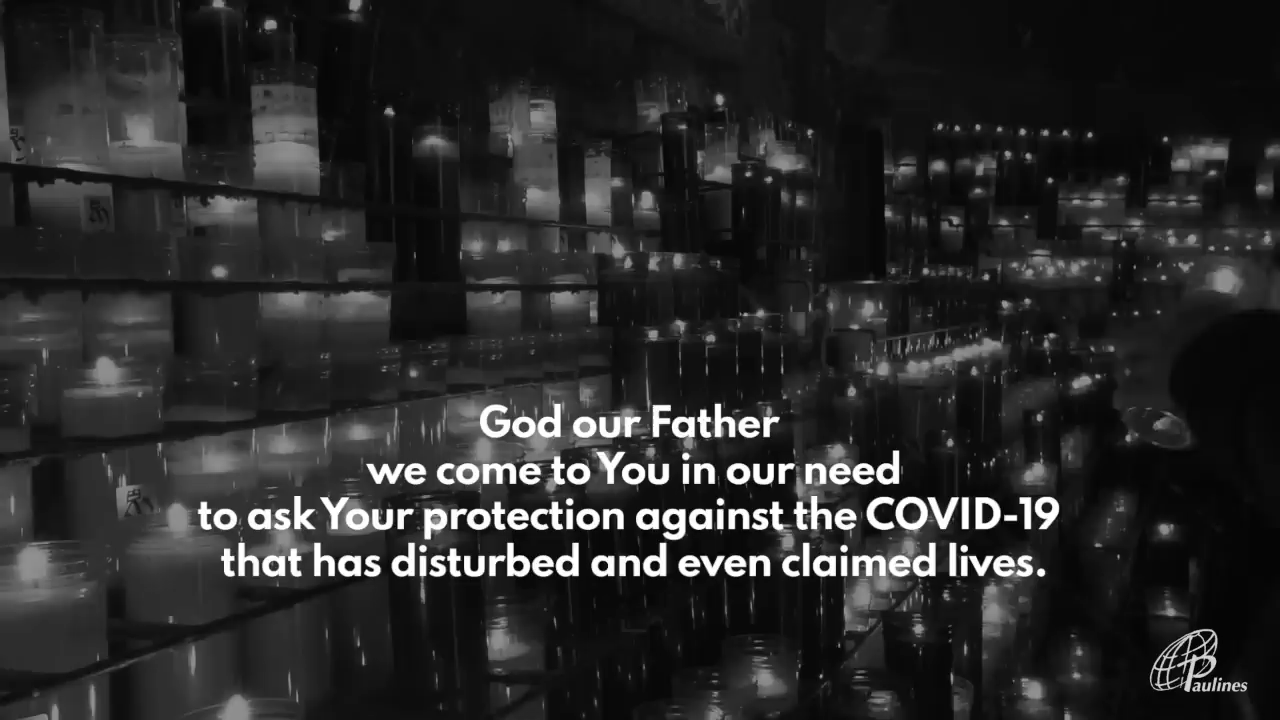 God our Father
we come to You in our need
to ask Your protection against the COVID-19
that has disturbed and even claimed lives.
Paulines